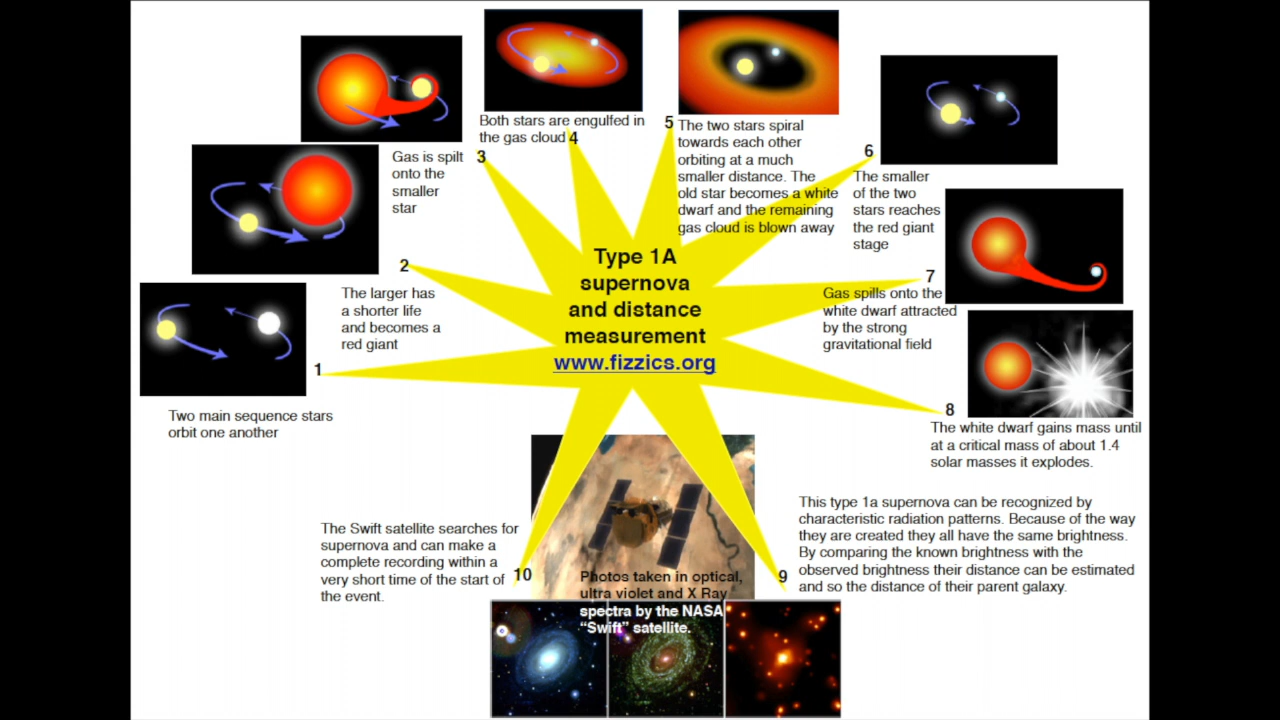 Type 1A
supernova
and distance
measurement
www.fizzics.org
1
Two main sequence stars
orbit one another
2
The larger has
a shorter life
and becomes a
red giant
3
Gas is spilt
onto the
smaller
star
Both stars are engulfed in
the gas cloud 4
5
The two stars spiral
towards each other
orbiting at a much
smaller distance. The
old star becomes a white
dwarf and the remaining
gas cloud is blown away
6
The smaller
of the two
stars reaches
the red giant
stage
7
Gas spills onto the
white dwarf attracted
by the strong
gravitational field
8
The white dwarf gains mass until
at a critical mass of about 1.4
solar masses it explodes.
9
This type 1a supernova can be recognized by
characteristic radiation patterns. Because of the way
they are created they all have the same brightness.
By comparing the known brightness with the
observed brightness their distance can be estimated
and so the distance of their parent galaxy.
10
The Swift satellite searches for
supernova and can make a
complete recording within a
very short time of the start of
the event.
Photos taken in optical,
ultra violet and X Ray
spectra by the NASA
“Swift” satellite.